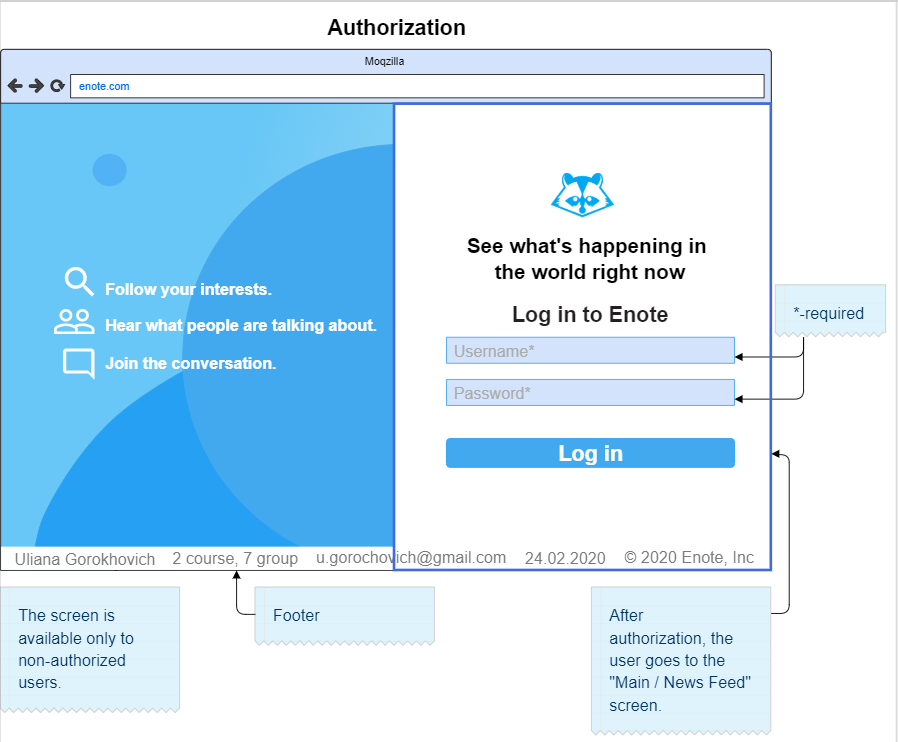 Authorization
Moqzilla
enote.com
Follow your interests.
Hear what people are talking about.
Join the conversation.
See what's happening in
the world right now
Log in to Enote
Username*
Password*
Log in
*-required
Uliana Gorokhovich 2 course, 7 group u.gorochovich@gmail.com 24.02.2020 © 2020 Enote, Inc
The screen is
available only to
non-authorized
users.
Footer
After
authorization, the
user goes to the
"Main / News Feed"
screen.